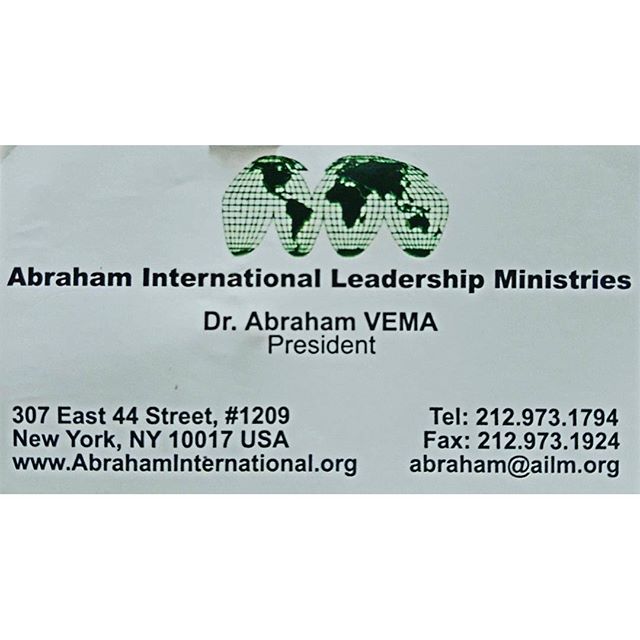 Abraham International Leadership Ministries
Dr. Abraham VEMA
President
307 East 44 Street, #1209
New York, NY 10017 USA
www.AbrahamInternational.org
Tel: 212.973.1794
Fax: 212.973.1924
abraham@ailm.org